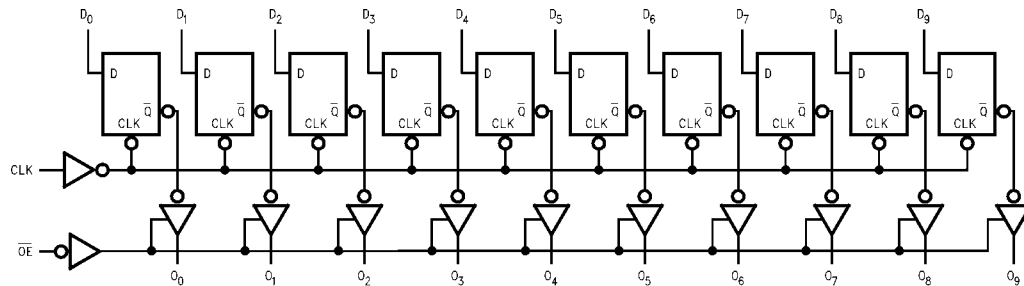 D₀ D₁ D₂ D₃ D₄ D₅ D₆ D₇ D₈ D₉
D D D D D D D D D D
Q̅ Q̅ Q̅ Q̅ Q̅ Q̅ Q̅ Q̅ Q̅ Q̅
CLK CLK CLK CLK CLK CLK CLK CLK CLK CLK
CLK
O̅E̅
O₀ O₁ O₂ O₃ O₄ O₅ O₆ O₇ O₈ O₉